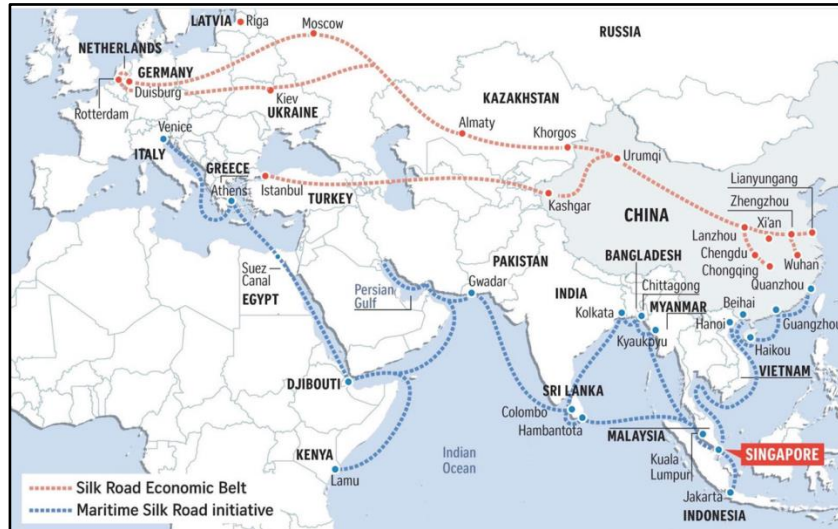 LATVIA
Riga
Moscow
RUSSIA
NETHERLANDS
GERMANY
Duisburg
Rotterdam
Kiev
UKRAINE
KAZAKHSTAN
Almaty
Khorgos
Urumqi
Venice
ITALY
GREECE
Athens
Istanbul
TURKEY
Kashgar
Lianyungang
Zhengzhou
Xi'an
CHINA
Lanzhou
Chengdu
Chongqing
Wuhan
Quanzhou
PAKISTAN
BANGLADESH
Suez
Canal
EGYPT
Persian
Gulf
Gwadar
INDIA
Chittagong
Kolkata
MYANMAR
Kyaukpyu
Beihai
Hanoi
Guangzhou
Haikou
VIETNAM
DJIBOUTI
SRI LANKA
Colombo
Hambantota
MALAYSIA
KENYA
Lamu
Indian
Ocean
Kuala
Lumpur
SINGAPORE
Jakarta
INDONESIA
Silk Road Economic Belt
Maritime Silk Road initiative